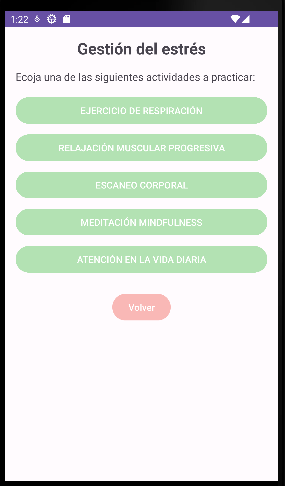 1:22
Gestión del estrés
Ecoja una de las siguientes actividades a practicar:
EJERCICIO DE RESPIRACIÓN
RELAJACIÓN MUSCULAR PROGRESIVA
ESCANEO CORPORAL
MEDITACIÓN MINDFULNESS
ATENCIÓN EN LA VIDA DIARIA
Volver